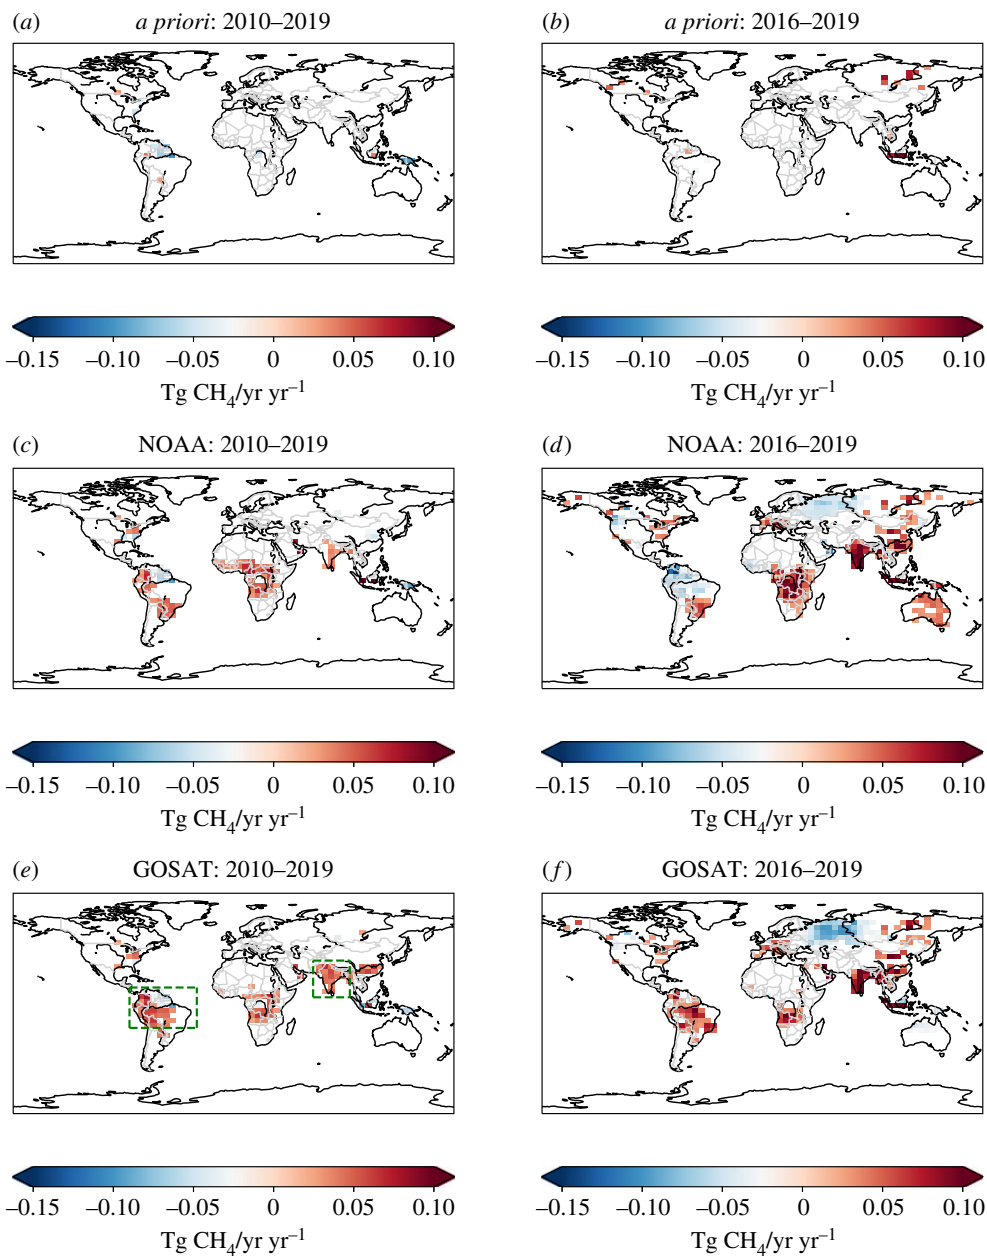 (a) a priori: 2010–2019
(b) a priori: 2016–2019
–0.15 –0.10 –0.05 0 0.05 0.10
Tg CH4/yr yr–1
–0.15 –0.10 –0.05 0 0.05 0.10
Tg CH4/yr yr–1
(c) NOAA: 2010–2019
(d) NOAA: 2016–2019
–0.15 –0.10 –0.05 0 0.05 0.10
Tg CH4/yr yr–1
–0.15 –0.10 –0.05 0 0.05 0.10
Tg CH4/yr yr–1
(e) GOSAT: 2010–2019
(f) GOSAT: 2016–2019
–0.15 –0.10 –0.05 0 0.05 0.10
Tg CH4/yr yr–1
–0.15 –0.10 –0.05 0 0.05 0.10
Tg CH4/yr yr–1